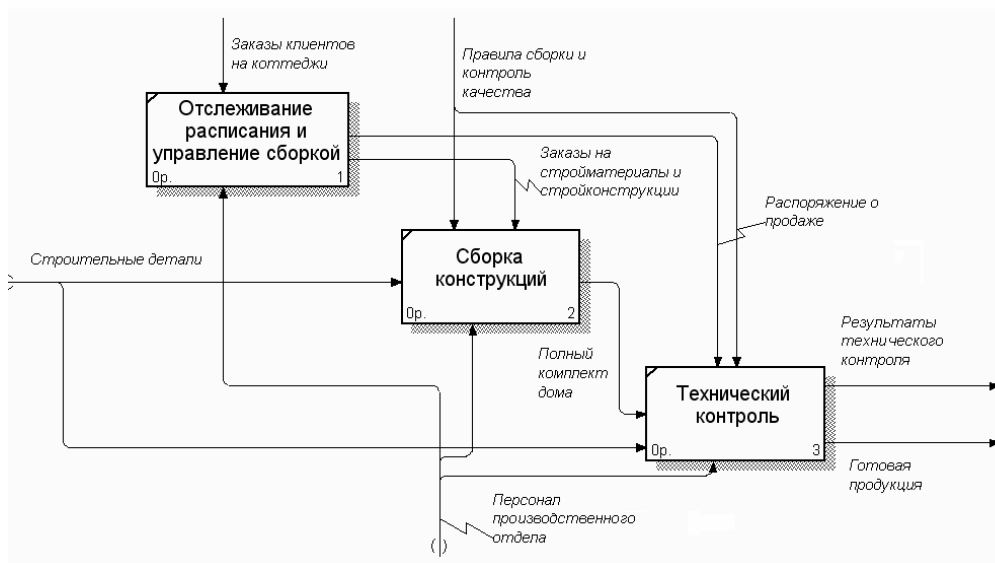 Заказы клиентов
на коттеджи
Правила сборки и
контроль
качества
Отслеживание
расписания и
управление сборкой
0р.
1
Заказы на
стройматериалы и
стройконструкции
Распоряжение о
продаже
Строительные детали
Сборка
конструкций
0р.
2
Полный
комплект
дома
Результаты
технического
контроля
Технический
контроль
0р.
3
Готовая
продукция
Персонал
производственного
отдела